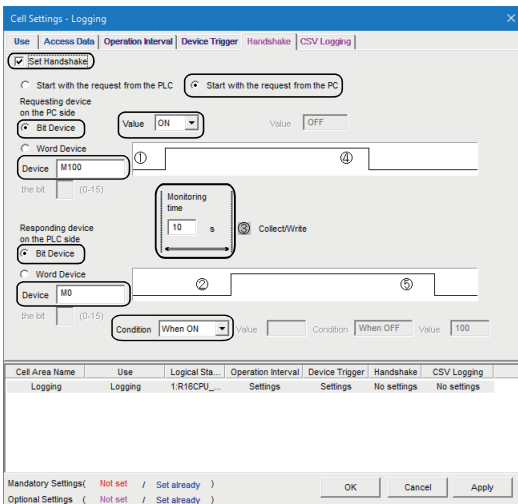 Cell Settings - Logging
Use Access Data Operation Interval Device Trigger Handshake CSV Logging
Set Handshake
Start with the request from the PLC Start with the request from the PC
Requesting device
on the PC side
Bit Device Value ON Value OFF
Word Device
Device M100 ① ④
the bit (0-15)
Monitoring
time
10 s ③ Collect/Write
Responding device
on the PLC side
Bit Device
Word Device
Device M0 ② ⑤
the bit (0-15)
Condition When ON Value Condition When OFF Value 100
Cell Area Name Use Logical Sta... Operation Interval Device Trigger Handshake CSV Logging
Logging Logging 1:R16CPU_... Settings Settings No settings No settings
Mandatory Settings( Not set / Set already )
Optional Settings ( Not set / Set already )
OK Cancel Apply